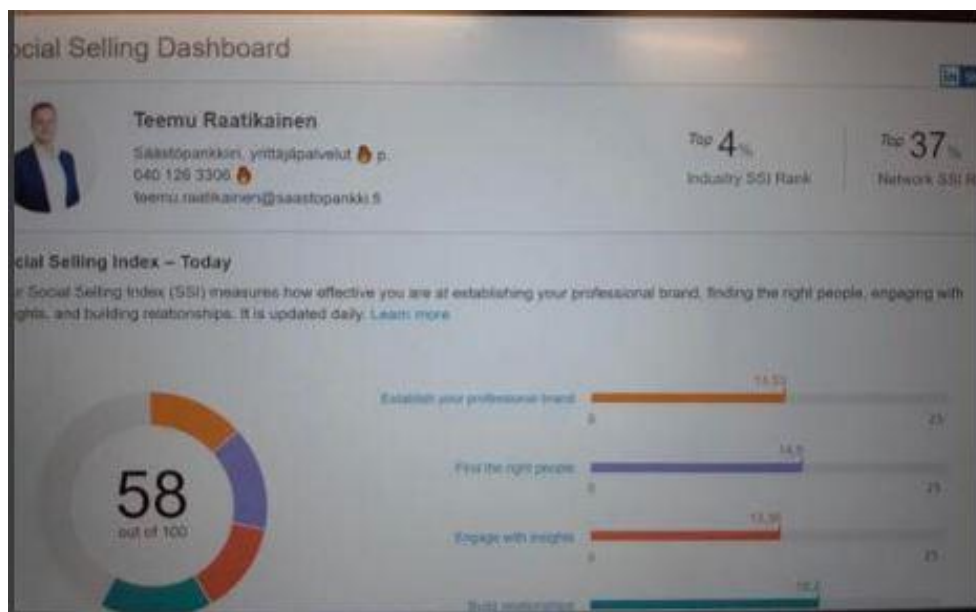 ocial Selling Dashboard
in
Teemu Raatikainen
Säästöpankkiiri, yrittäjäpalvelut 🔥 p.
040 126 3306 🔥
teemu.raatikainen@saastopankki.fi
Top 4%
Industry SSI Rank
Top 37%
Network SSI R
cial Selling Index – Today
r Social Selling Index (SSI) measures how effective you are at establishing your professional brand, finding the right people, engaging with
ghts, and building relationships. It is updated daily. Learn more
58
out of 100
Establish your professional brand
0
25
Find the right people
0
25
Engage with insights
0
25
Build relationships